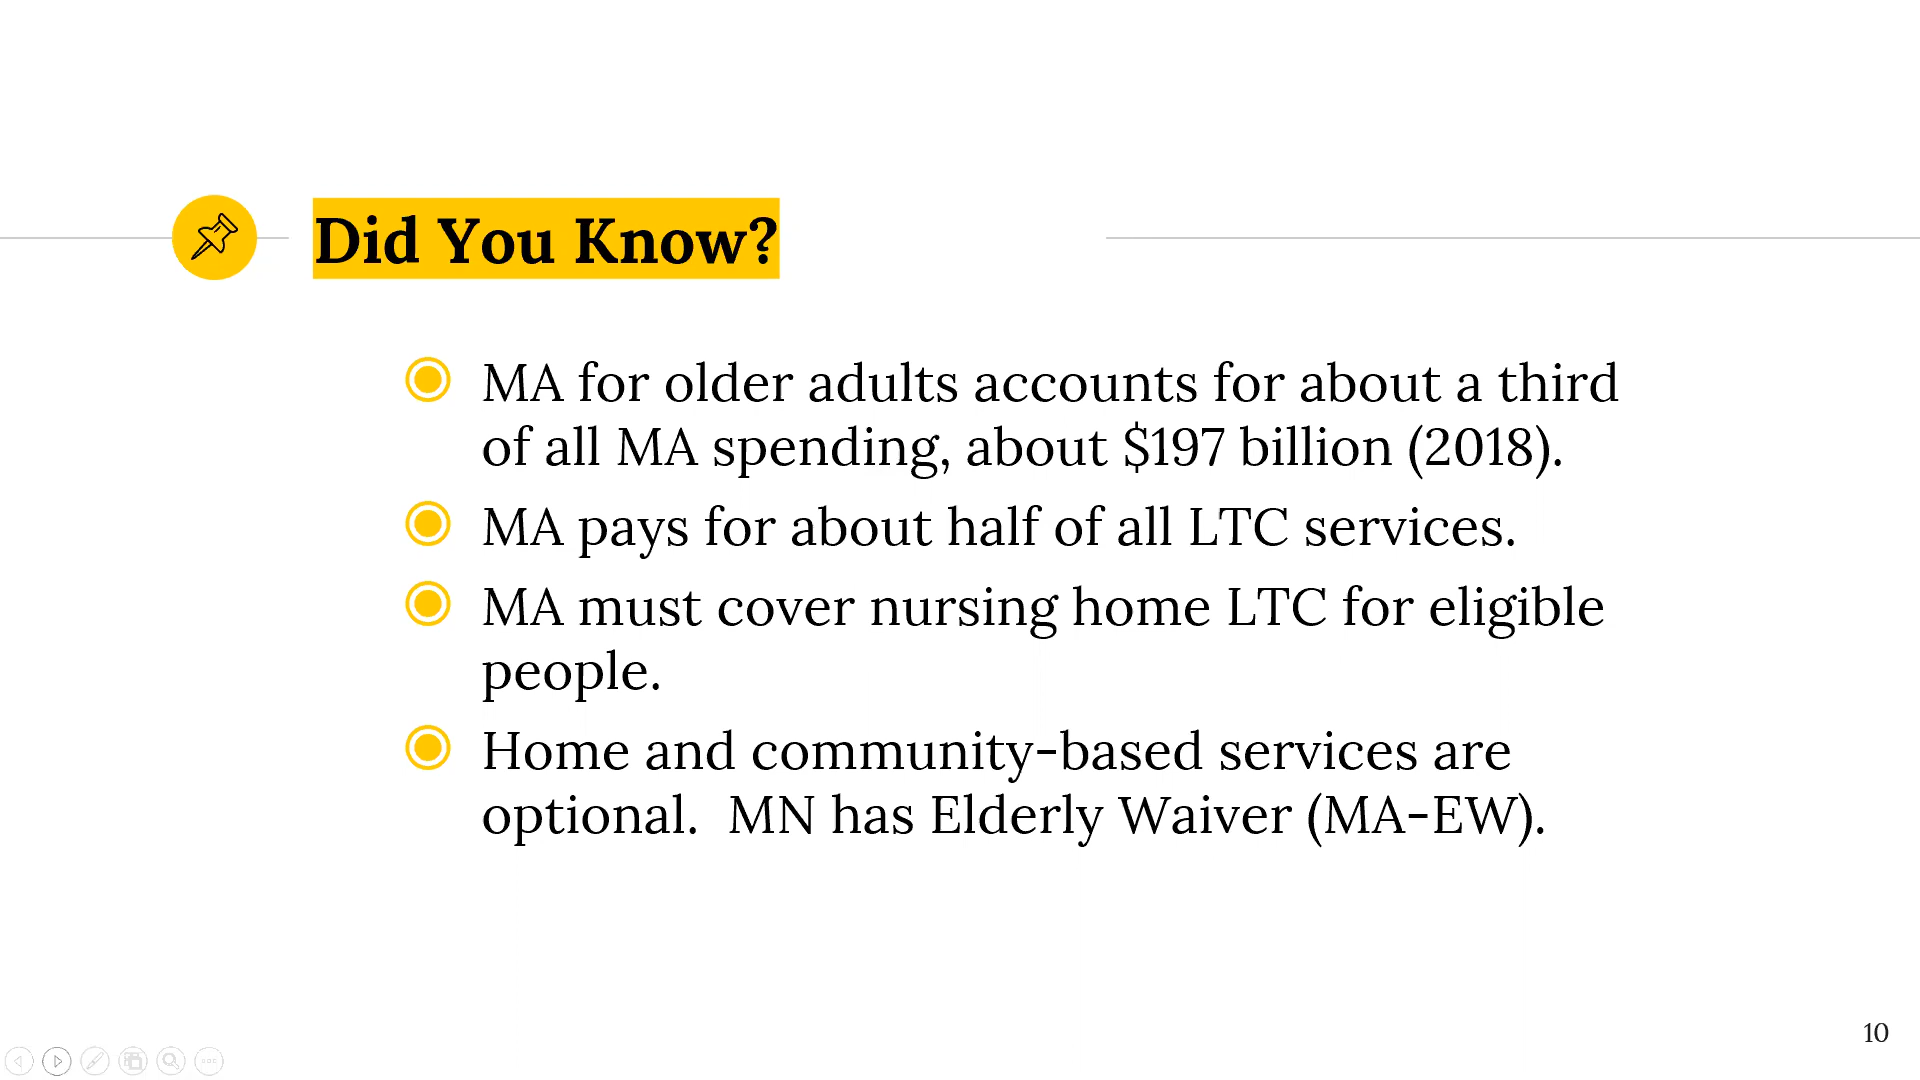 Did You Know?
MA for older adults accounts for about a third
of all MA spending, about $197 billion (2018).
MA pays for about half of all LTC services.
MA must cover nursing home LTC for eligible
people.
Home and community-based services are
optional.  MN has Elderly Waiver (MA-EW).
10